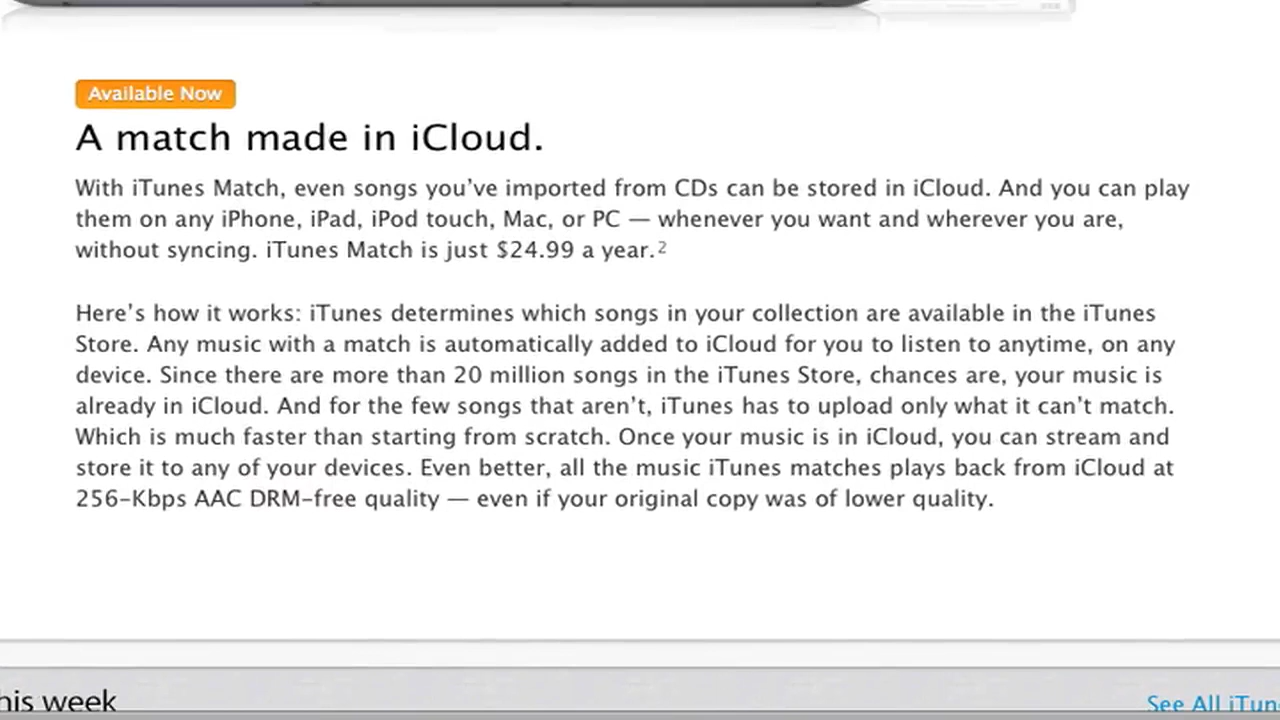 Available Now
A match made in iCloud.
With iTunes Match, even songs you’ve imported from CDs can be stored in iCloud. And you can play
them on any iPhone, iPad, iPod touch, Mac, or PC — whenever you want and wherever you are,
without syncing. iTunes Match is just $24.99 a year.2
Here’s how it works: iTunes determines which songs in your collection are available in the iTunes
Store. Any music with a match is automatically added to iCloud for you to listen to anytime, on any
device. Since there are more than 20 million songs in the iTunes Store, chances are, your music is
already in iCloud. And for the few songs that aren’t, iTunes has to upload only what it can’t match.
Which is much faster than starting from scratch. Once your music is in iCloud, you can stream and
store it to any of your devices. Even better, all the music iTunes matches plays back from iCloud at
256-Kbps AAC DRM-free quality — even if your original copy was of lower quality.
his week
See All iTun